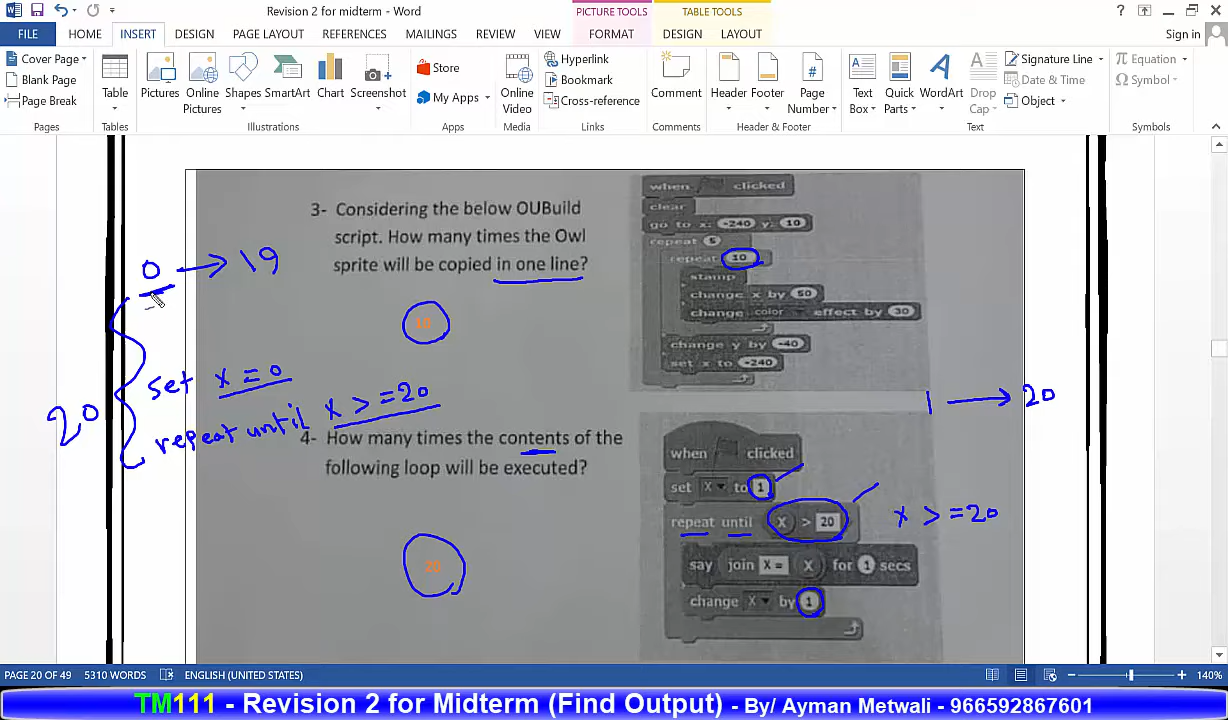 Revision 2 for midterm - Word
PICTURE TOOLS
TABLE TOOLS
Sign in
FILE
HOME
INSERT
DESIGN
PAGE LAYOUT
REFERENCES
MAILINGS
REVIEW
VIEW
FORMAT
DESIGN
LAYOUT
Cover Page
Blank Page
Page Break
Pages
Table
Tables
Pictures
Online Pictures
Shapes
SmartArt
Chart
Screenshot
Illustrations
Store
My Apps
Apps
Online Video
Media
Hyperlink
Bookmark
Cross-reference
Links
Comment
Comments
Header
Footer
Page Number
Header & Footer
Text Box
Quick Parts
WordArt
Drop Cap
Signature Line
Date & Time
Object
Text
Equation
Symbol
Symbols
3- Considering the below OUBuild
script. How many times the Owl
sprite will be copied in one line?
10
0 → 19
set x = 0
repeat until x >= 20
20
when clicked
clear
go to x: -240 y: 10
repeat 5
repeat 10
stamp
change x by 50
change color effect by 30
change y by -40
set x to -240
1 → 20
4- How many times the contents of the
following loop will be executed?
20
when clicked
set X to 1
repeat until X > 20
x >= 20
say join X = X for 1 secs
change X by 1
PAGE 20 OF 49
5310 WORDS
ENGLISH (UNITED STATES)
140%
TM111 - Revision 2 for Midterm (Find Output) - By/ Ayman Metwali - 966592867601